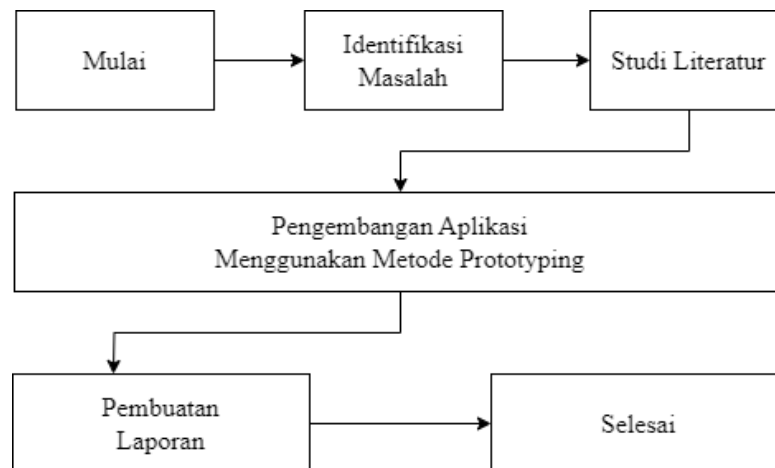 Mulai
Identifikasi
Masalah
Studi Literatur
Pengembangan Aplikasi
Menggunakan Metode Prototyping
Pembuatan
Laporan
Selesai